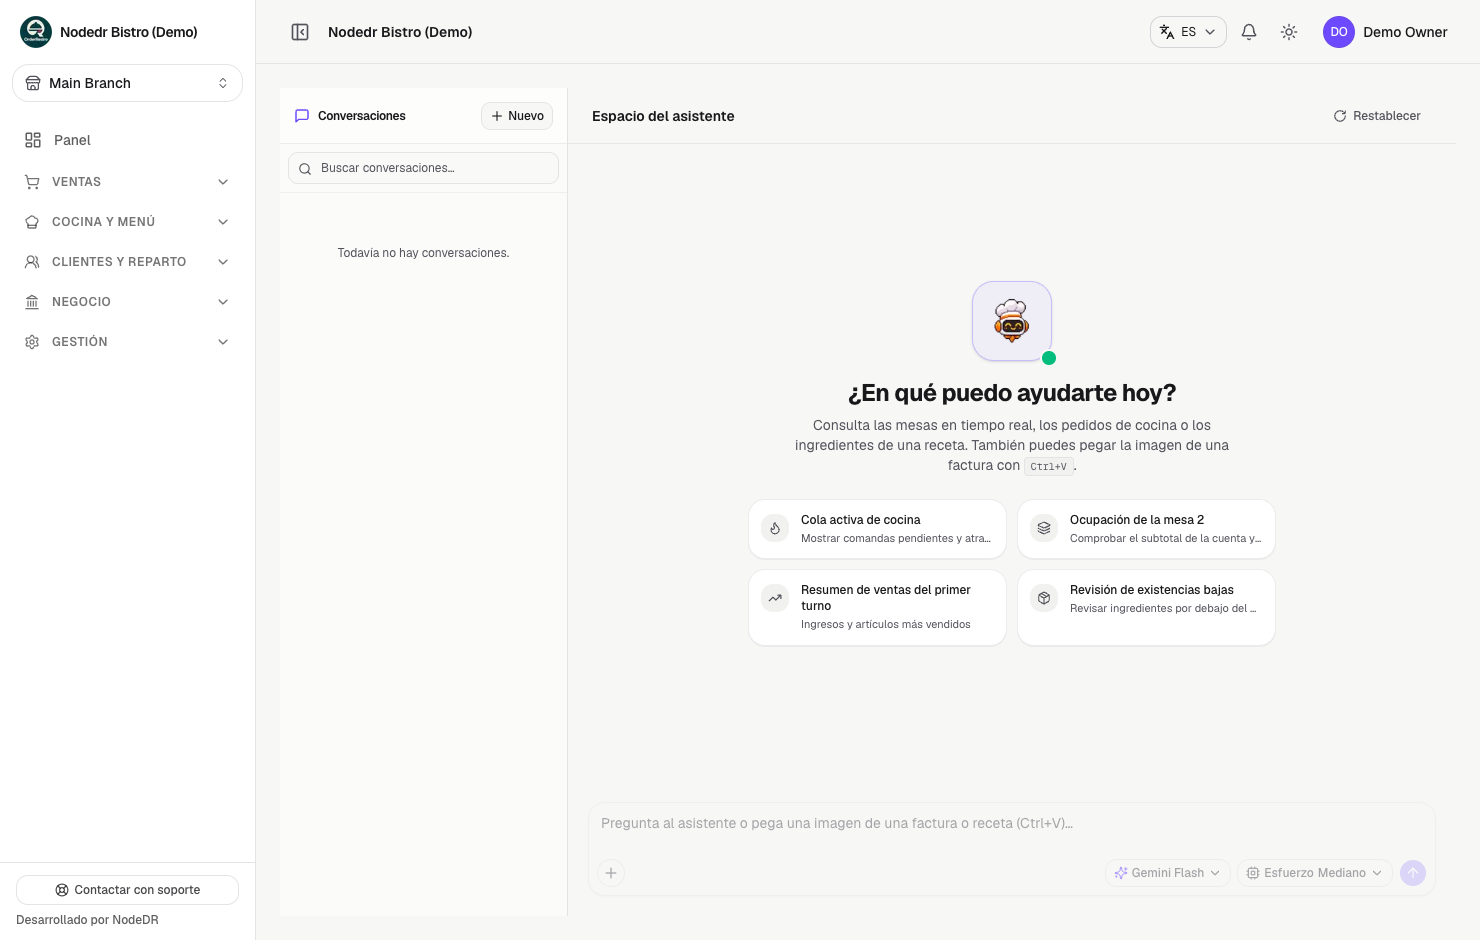 Nodedr Bistro (Demo)
Main Branch
Panel
VENTAS
COCINA Y MENÚ
CLIENTES Y REPARTO
NEGOCIO
GESTIÓN
Contactar con soporte
Desarrollado por NodeDR
Nodedr Bistro (Demo)
ES
DO
Demo Owner
Conversaciones
Nuevo
Buscar conversaciones...
Todavía no hay conversaciones.
Espacio del asistente
Restablecer
¿En qué puedo ayudarte hoy?
Consulta las mesas en tiempo real, los pedidos de cocina o los
ingredientes de una receta. También puedes pegar la imagen de una
factura con Ctrl+V.
Cola activa de cocina
Mostrar comandas pendientes y atra...
Ocupación de la mesa 2
Comprobar el subtotal de la cuenta y...
Resumen de ventas del primer
turno
Ingresos y artículos más vendidos
Revisión de existencias bajas
Revisar ingredientes por debajo del ...
Pregunta al asistente o pega una imagen de una factura o receta (Ctrl+V)...
Gemini Flash
Esfuerzo Mediano